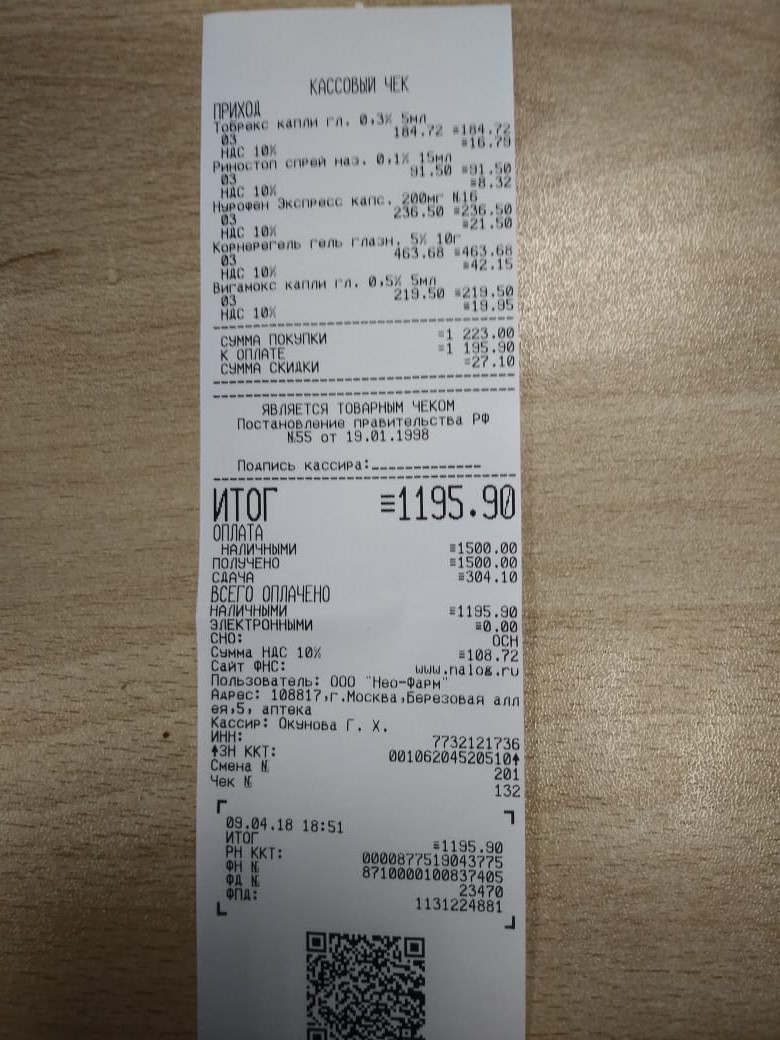 КАССОВЫЙ ЧЕК
ПРИХОД
Тобрекс капли гл. 0,3% 5мл
184.72 ≡184.72
03 ≡16.79
НДС 10%
Риностоп спрей наз. 0,1% 15мл
91.50 ≡91.50
03 ≡8.32
НДС 10%
Нурофен Экспресс капс. 200мг №16
236.50 ≡236.50
03 ≡21.50
НДС 10%
Корнерегель гель глазн. 5% 10г
463.68 ≡463.68
03 ≡42.15
НДС 10%
Вигамокс капли гл. 0,5% 5мл
219.50 ≡219.50
03 ≡19.95
НДС 10%
СУММА ПОКУПКИ ≡1 223.00
К ОПЛАТЕ ≡1 195.90
СУММА СКИДКИ ≡27.10
ЯВЛЯЕТСЯ ТОВАРНЫМ ЧЕКОМ
Постановление правительства РФ
№55 от 19.01.1998
Подпись кассира:_____________
ИТОГ ≡1195.90
ОПЛАТА
НАЛИЧНЫМИ ≡1500.00
ПОЛУЧЕНО ≡1500.00
СДАЧА ≡304.10
ВСЕГО ОПЛАЧЕНО
НАЛИЧНЫМИ ≡1195.90
ЭЛЕКТРОННЫМИ ≡0.00
СНО: ОСН
Сумма НДС 10% ≡108.72
Сайт ФНС: www.nalog.ru
Пользователь: ООО "Нео-Фарм"
Адрес: 108817,г.Москва,Березовая алл
ея,5, аптека
Кассир: Окунова Г. Х.
ИНН: 7732121736
↑ЗН ККТ: 00106204520510↑
Смена № 201
Чек № 132
09.04.18 18:51
ИТОГ ≡1195.90
РН ККТ: 0000877519043775
ФН № 8710000100837405
ФД № 23470
ФПД: 1131224881